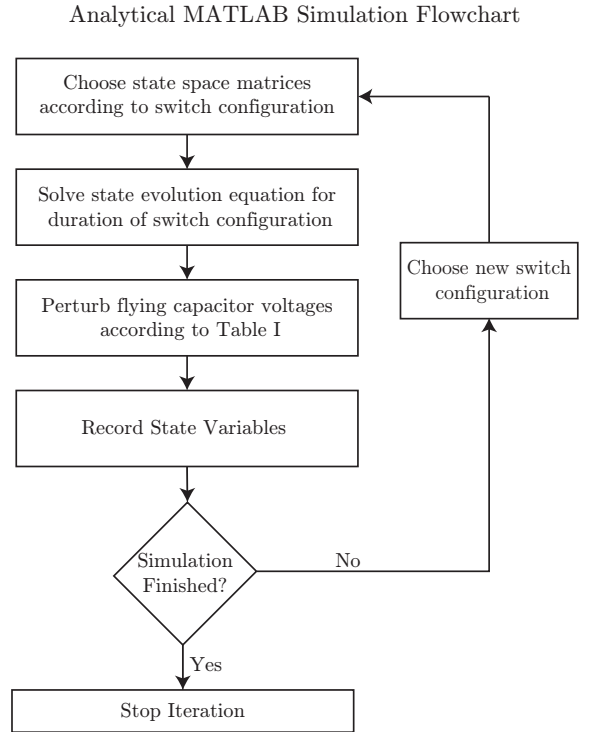 Analytical MATLAB Simulation Flowchart
Choose state space matrices
according to switch configuration
Solve state evolution equation for
duration of switch configuration
Choose new switch
configuration
Perturb flying capacitor voltages
according to Table I
Record State Variables
Simulation
Finished?
No
Yes
Stop Iteration